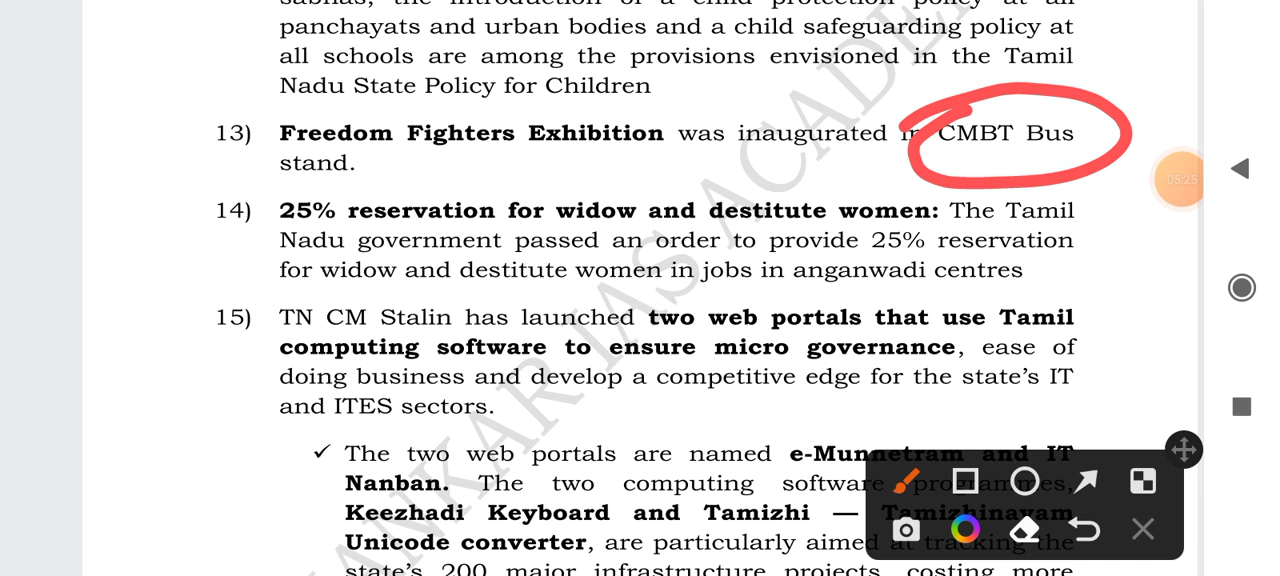 sabhas, the introduction of a child protection policy at all
panchayats and urban bodies and a child safeguarding policy at
all schools are among the provisions envisioned in the Tamil
Nadu State Policy for Children
13) Freedom Fighters Exhibition was inaugurated in CMBT Bus
stand.
05:25
14) 25% reservation for widow and destitute women: The Tamil
Nadu government passed an order to provide 25% reservation
for widow and destitute women in jobs in anganwadi centres
15) TN CM Stalin has launched two web portals that use Tamil
computing software to ensure micro governance, ease of
doing business and develop a competitive edge for the state's IT
and ITES sectors.
✓ The two web portals are named e-Munnetram and IT
Nanban. The two computing software programmes,
Keezhadi Keyboard and Tamizhi — Tamizhinayam
Unicode converter, are particularly aimed at tracking the
state's 200 major infrastructure projects, costing more
ANKAR IAS ACADE